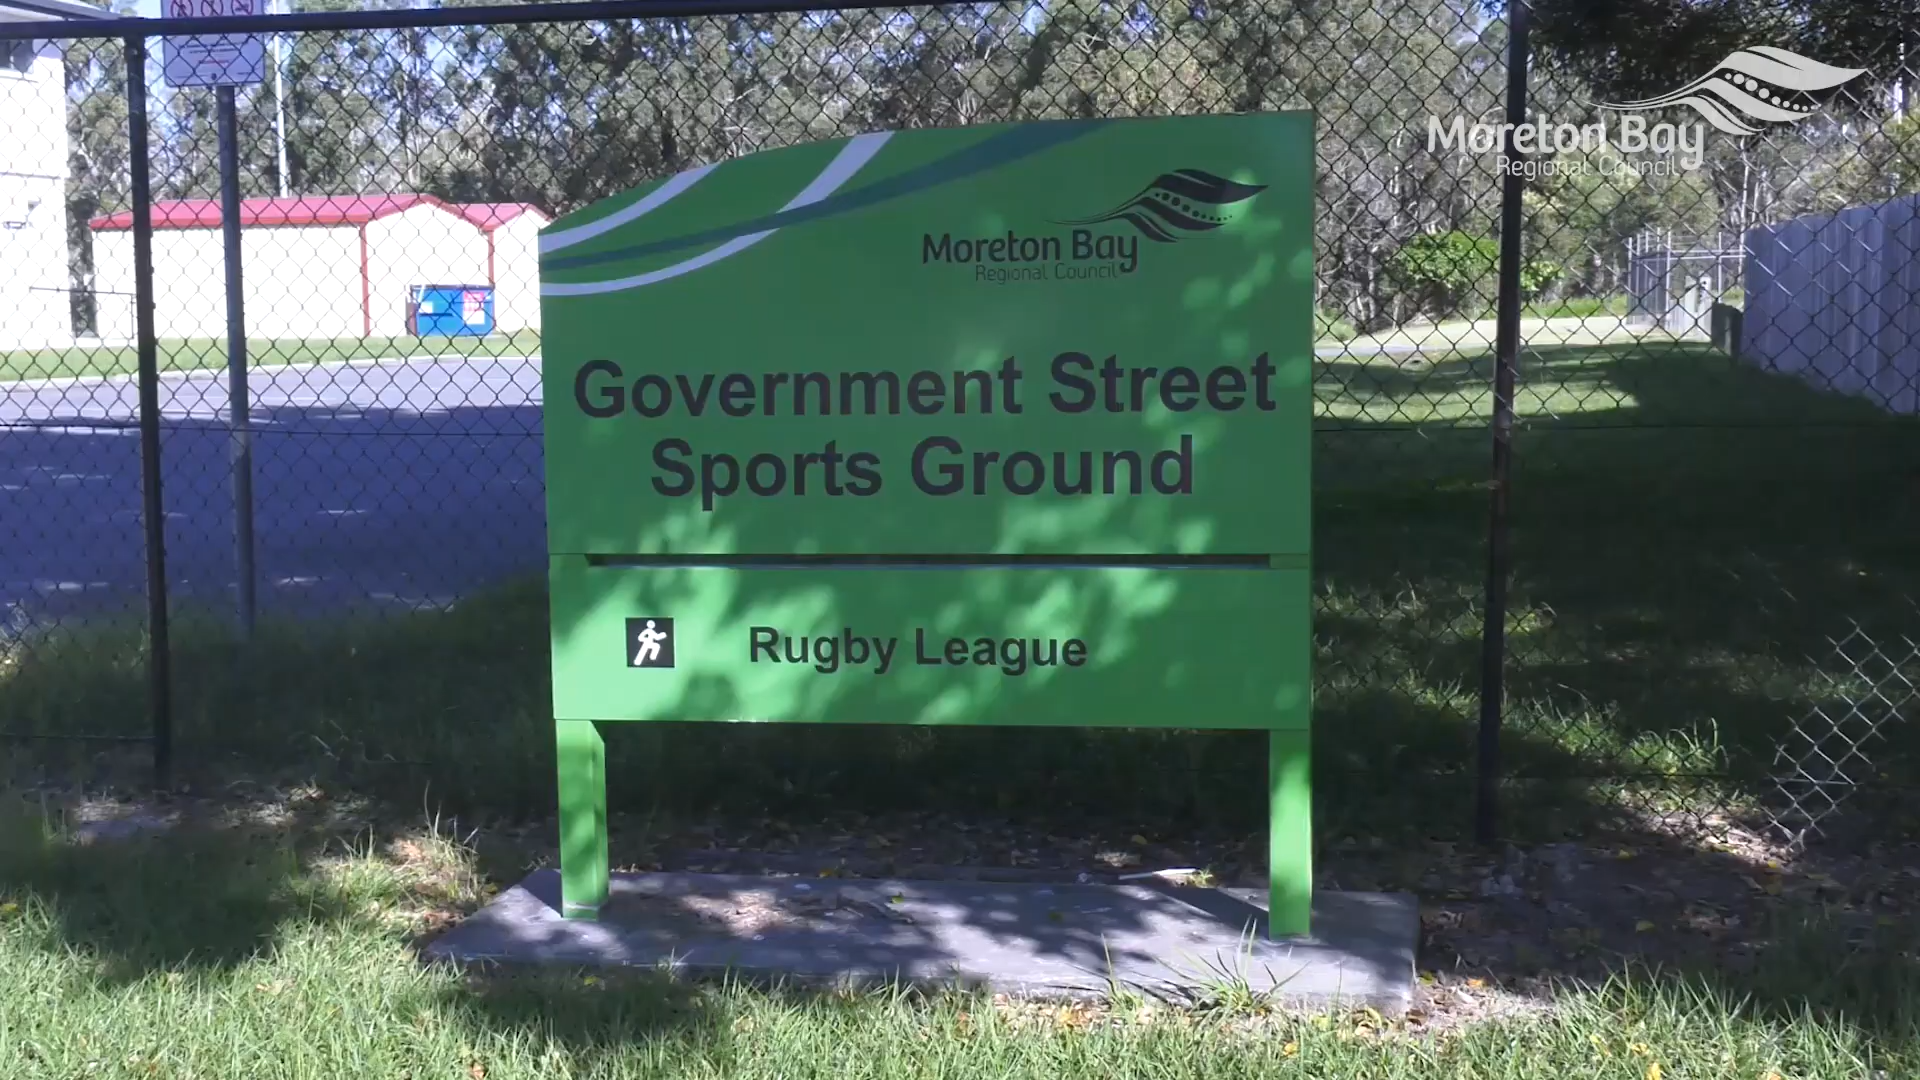 Moreton Bay
Regional Council
Moreton Bay
Regional Council
Government Street
Sports Ground
Rugby League